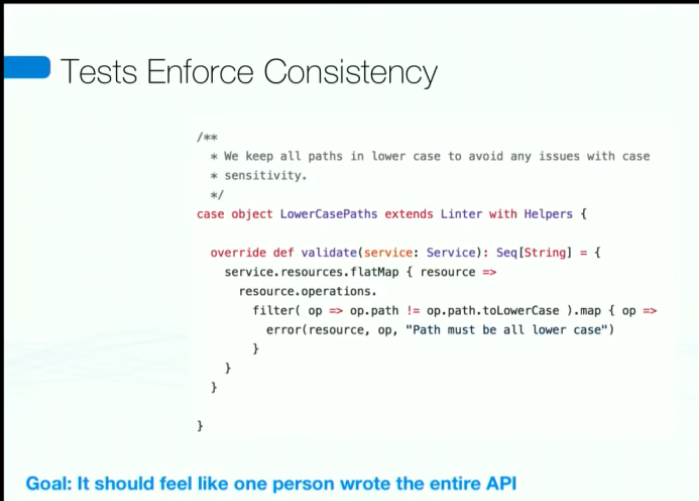 Tests Enforce Consistency
/**
* We keep all paths in lower case to avoid any issues with case
* sensitivity.
*/
case object LowerCasePaths extends Linter with Helpers {
override def validate(service: Service): Seq[String] = {
service.resources.flatMap { resource =>
resource.operations.
filter( op => op.path != op.path.toLowerCase ).map { op =>
error(resource, op, "Path must be all lower case")
}
}
}
}
Goal: It should feel like one person wrote the entire API